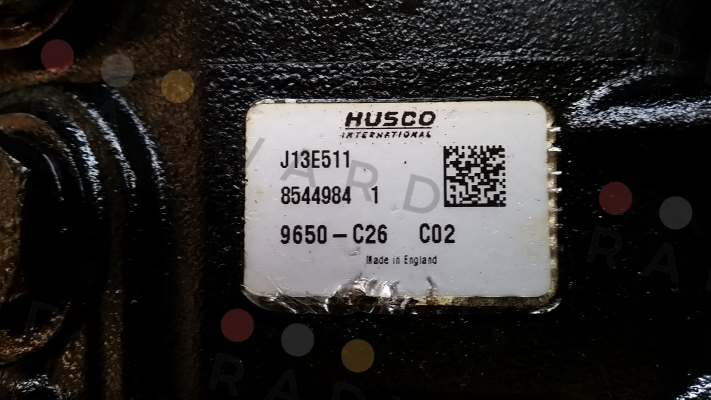 HUSCO
INTERNATIONAL
J13E511
8544984 1
9650-C26 C02
Made in England